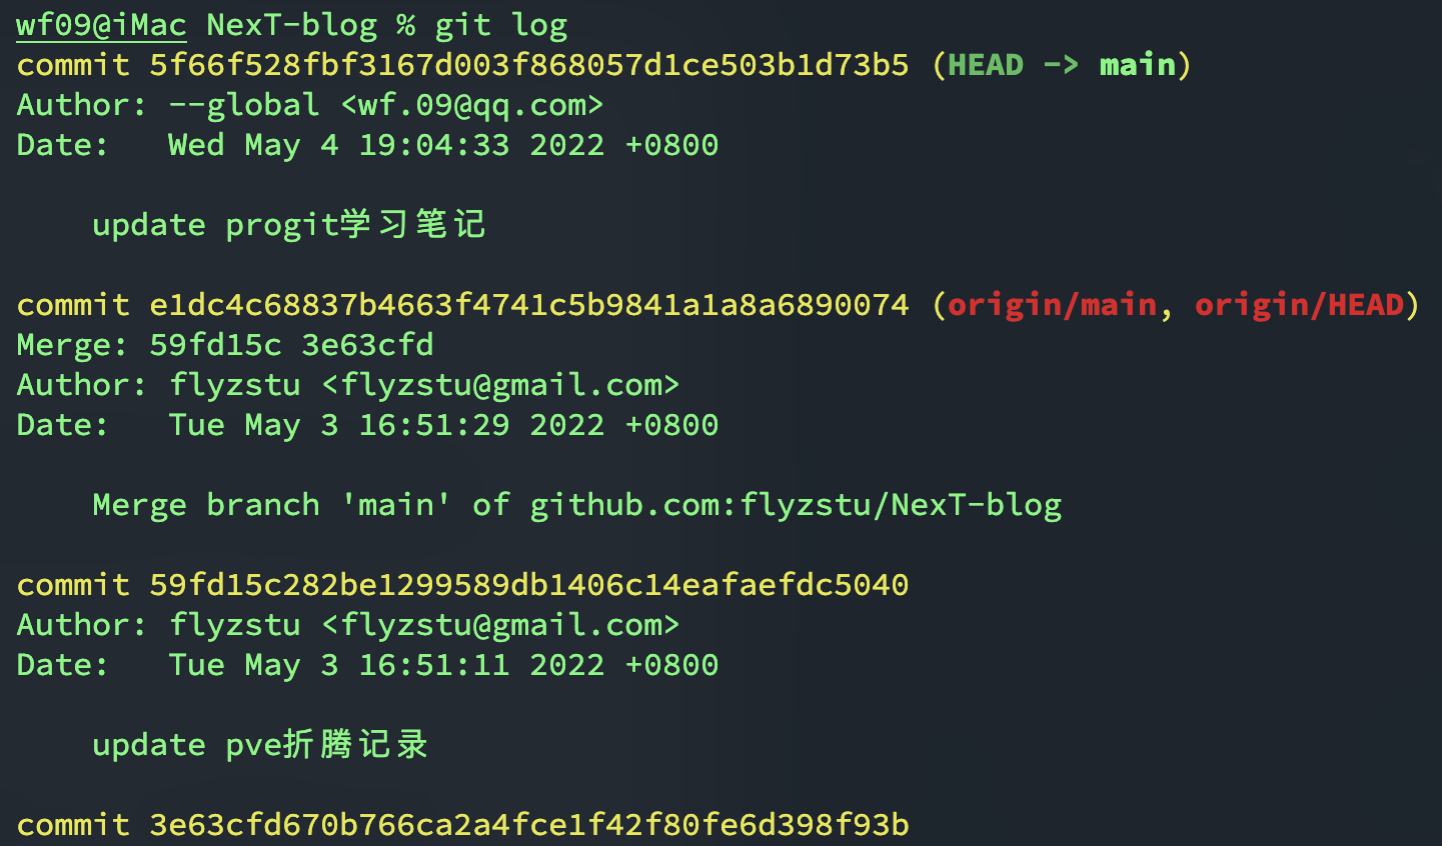 wf09@iMac NexT-blog % git log
commit 5f66f528fbf3167d003f868057d1ce503b1d73b5 (HEAD -> main)
Author: --global <wf.09@qq.com>
Date:   Wed May 4 19:04:33 2022 +0800
    update progit学习笔记
commit e1dc4c68837b4663f4741c5b9841a1a8a6890074 (origin/main, origin/HEAD)
Merge: 59fd15c 3e63cfd
Author: flyzstu <flyzstu@gmail.com>
Date:   Tue May 3 16:51:29 2022 +0800
    Merge branch 'main' of github.com:flyzstu/NexT-blog
commit 59fd15c282be1299589db1406c14eafaefdc5040
Author: flyzstu <flyzstu@gmail.com>
Date:   Tue May 3 16:51:11 2022 +0800
    update pve折腾记录
commit 3e63cfd670b766ca2a4fce1f42f80fe6d398f93b